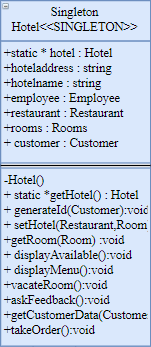 Singleton
Hotel<<SINGLETON>>
+static * hotel : Hotel
+hoteladdress : string
+hotelname : string
+employee : Employee
+restaurant : Restaurant
+rooms : Rooms
+ customer : Customer
-Hotel()
+ static *getHotel() : Hotel
+ generateId(Customer):void
+ setHotel(Restaurant,Room
+getRoom(Room) :void
+ displayAvailable():void
+ displayMenu():void
+vacateRoom():void
+askFeedback():void
+getCustomerData(Custome
+takeOrder():void